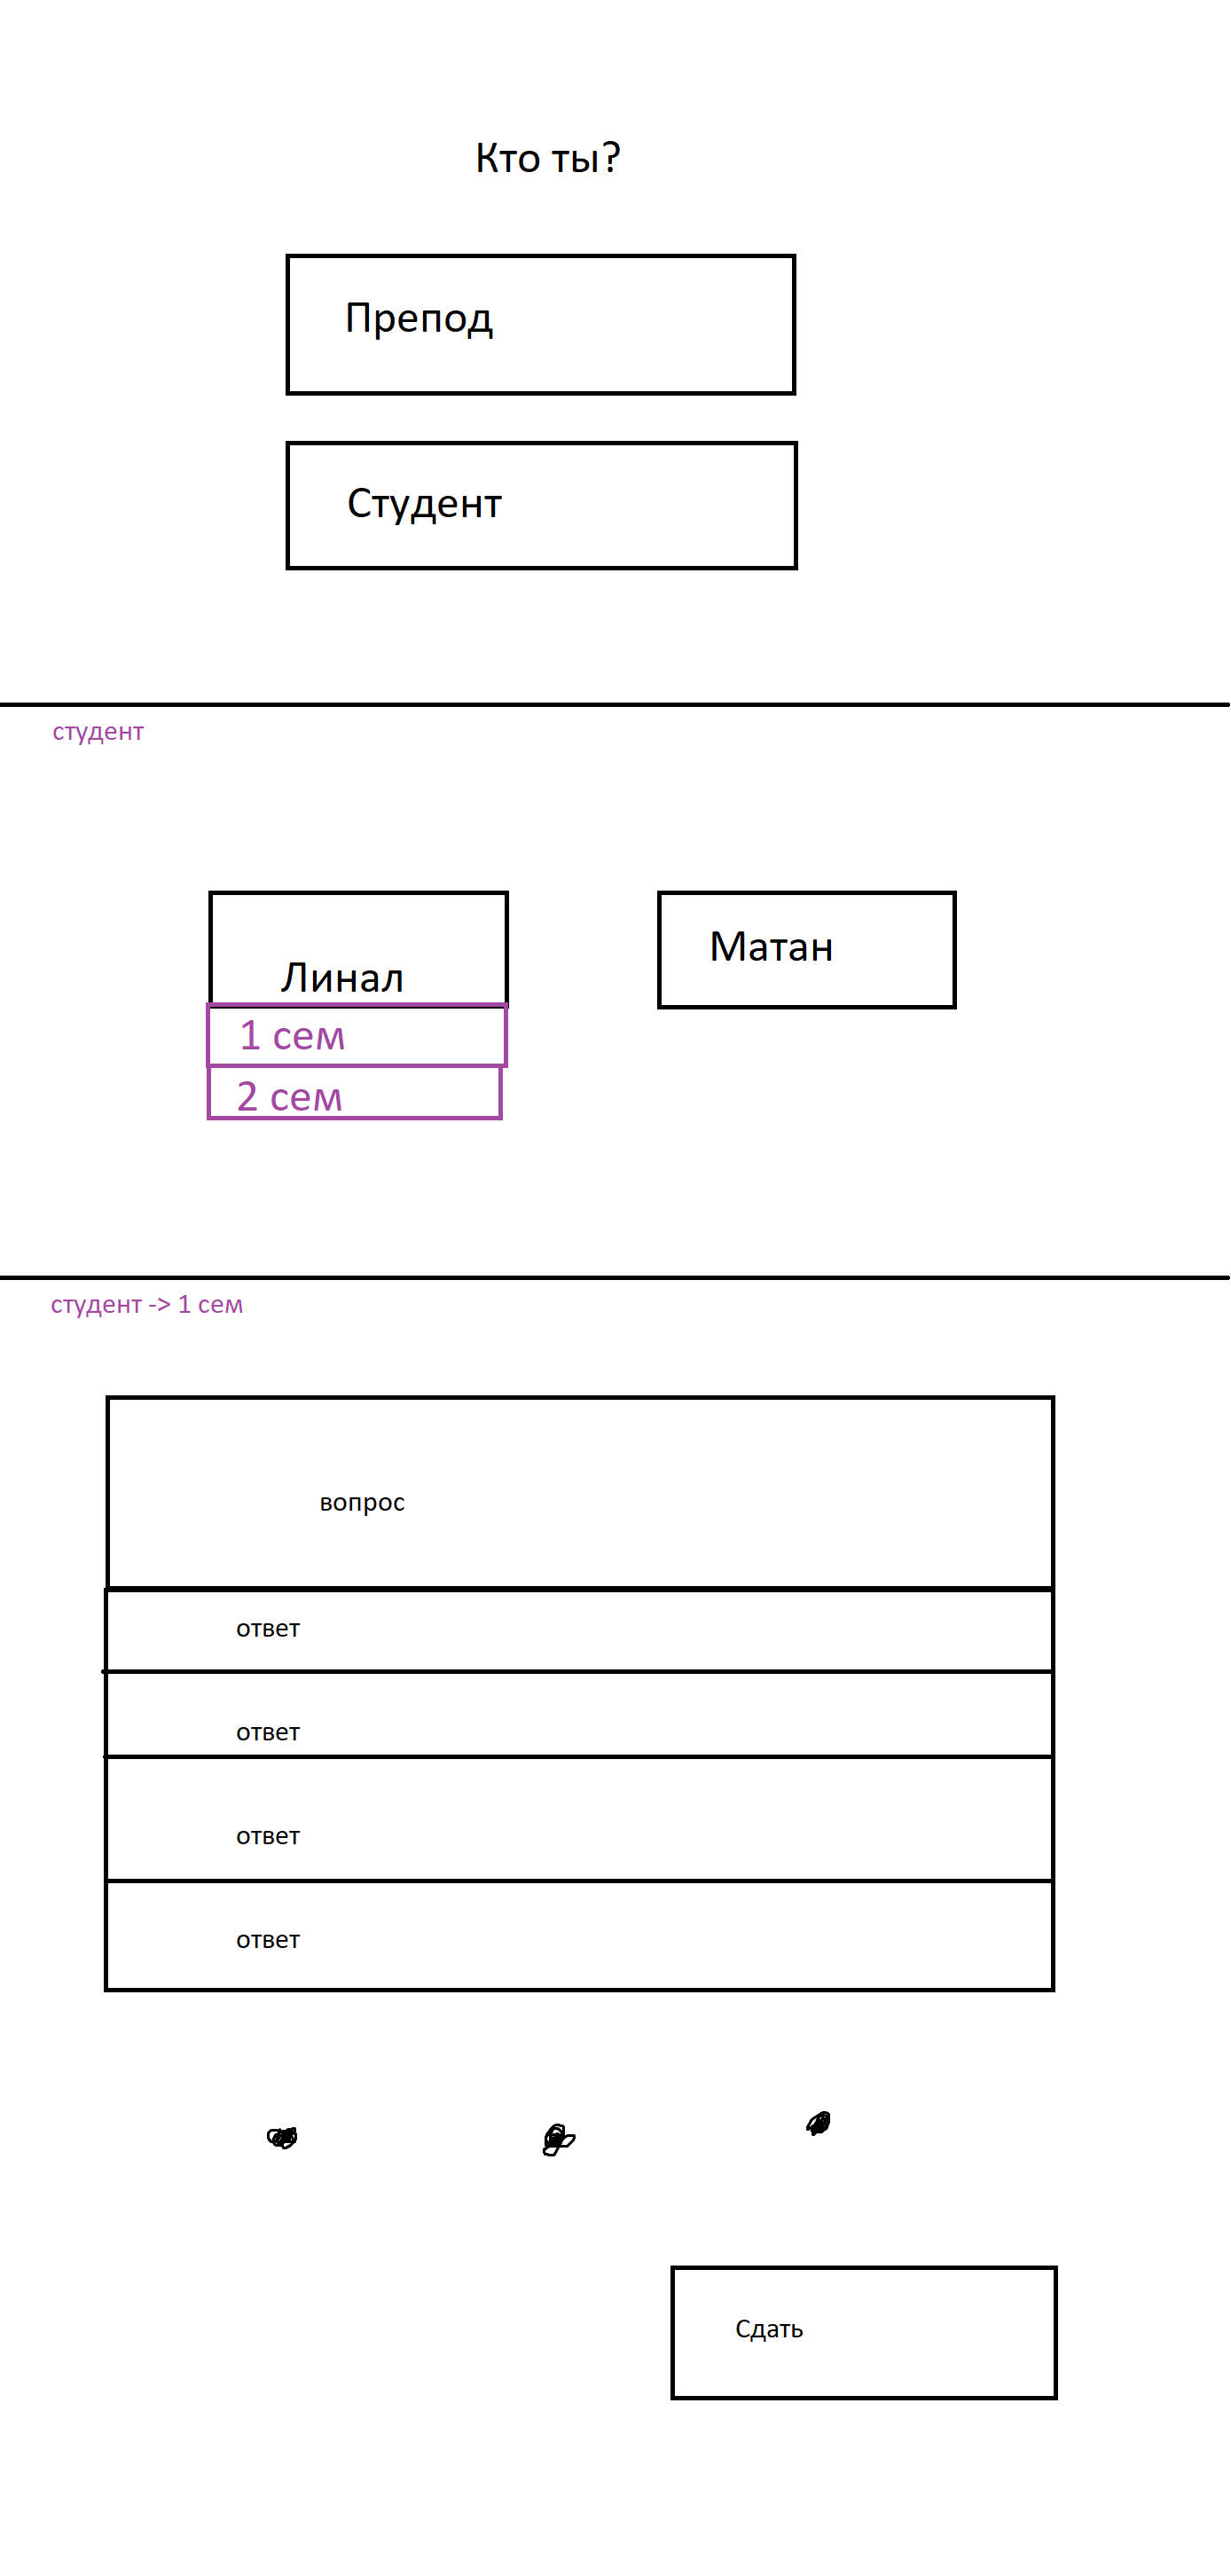 Кто ты?
Препод
Студент
студент
Линал
Матан
1 сем
2 сем
студент -> 1 сем
вопрос
ответ
ответ
ответ
ответ
Сдать